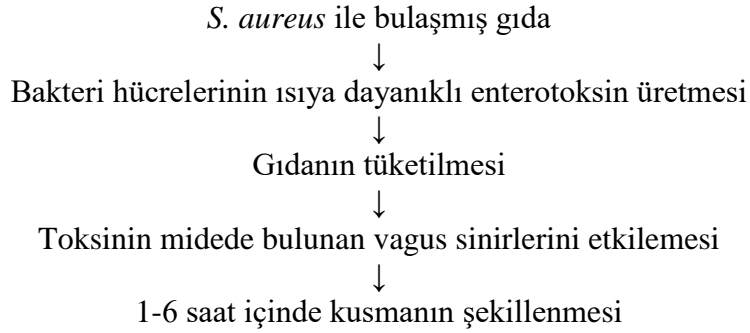 S. aureus ile bulaşmış gıda
↓
Bakteri hücrelerinin ısıya dayanıklı enterotoksin üretmesi
↓
Gıdanın tüketilmesi
↓
Toksinin midede bulunan vagus sinirlerini etkilemesi
↓
1-6 saat içinde kusmanın şekillenmesi